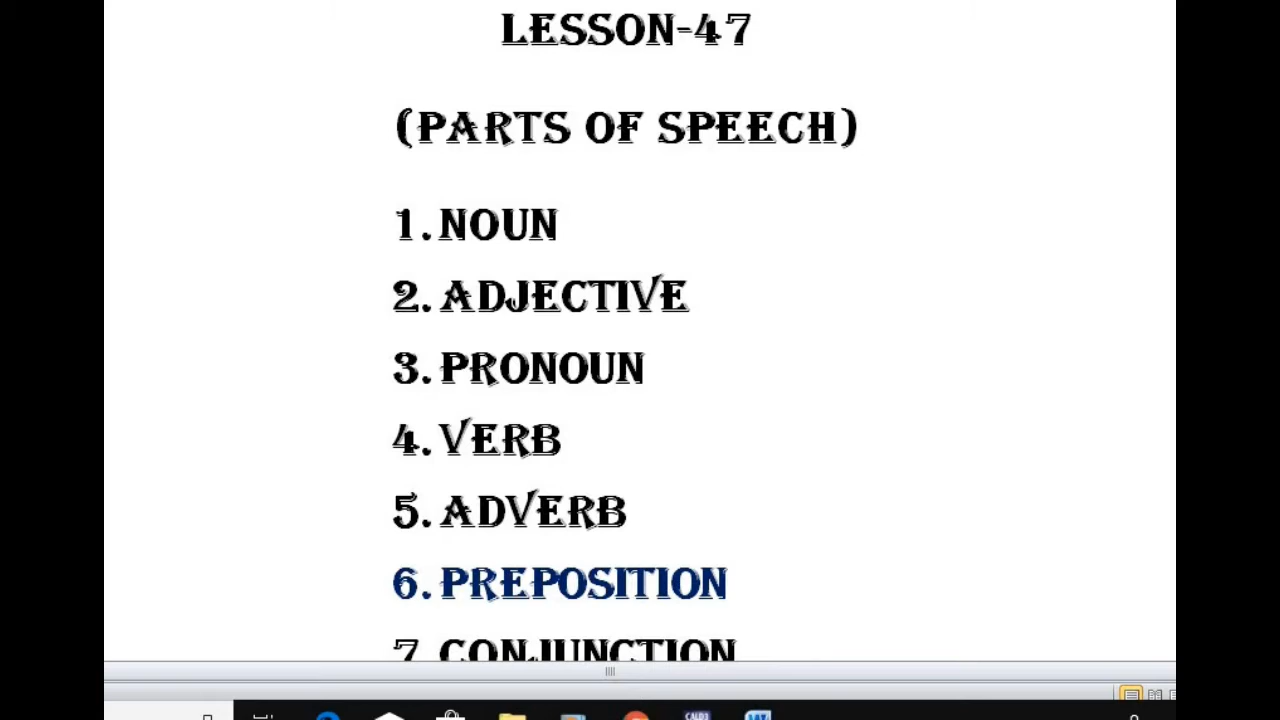 LESSON-47
(PARTS OF SPEECH)
1. NOUN
2. ADJECTIVE
3. PRONOUN
4. VERB
5. ADVERB
6. PREPOSITION
7 CONJUNCTION